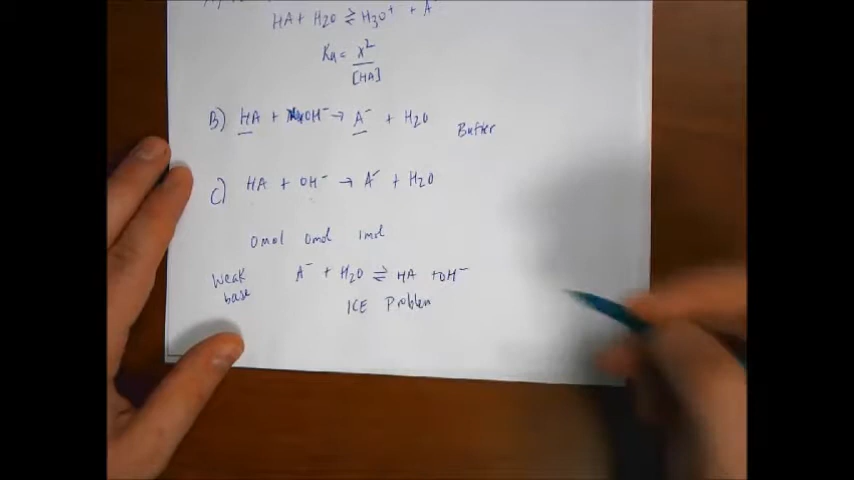 HA + H2O ⇌ H3O+ + A
Ka = x²
[HA]
B) HA + OH⁻ → A⁻ + H2O
Buffer
C) HA + OH⁻ → A⁻ + H2O
0mol 0mol 1mol
Weak base A⁻ + H2O ⇌ HA + OH⁻
ICE Problem